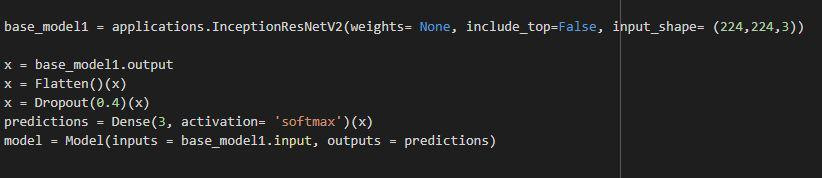 base_model1 = applications.InceptionResNetV2(weights= None, include_top=False, input_shape= (224,224,3))
x = base_model1.output
x = Flatten()(x)
x = Dropout(0.4)(x)
predictions = Dense(3, activation= 'softmax')(x)
model = Model(inputs = base_model1.input, outputs = predictions)